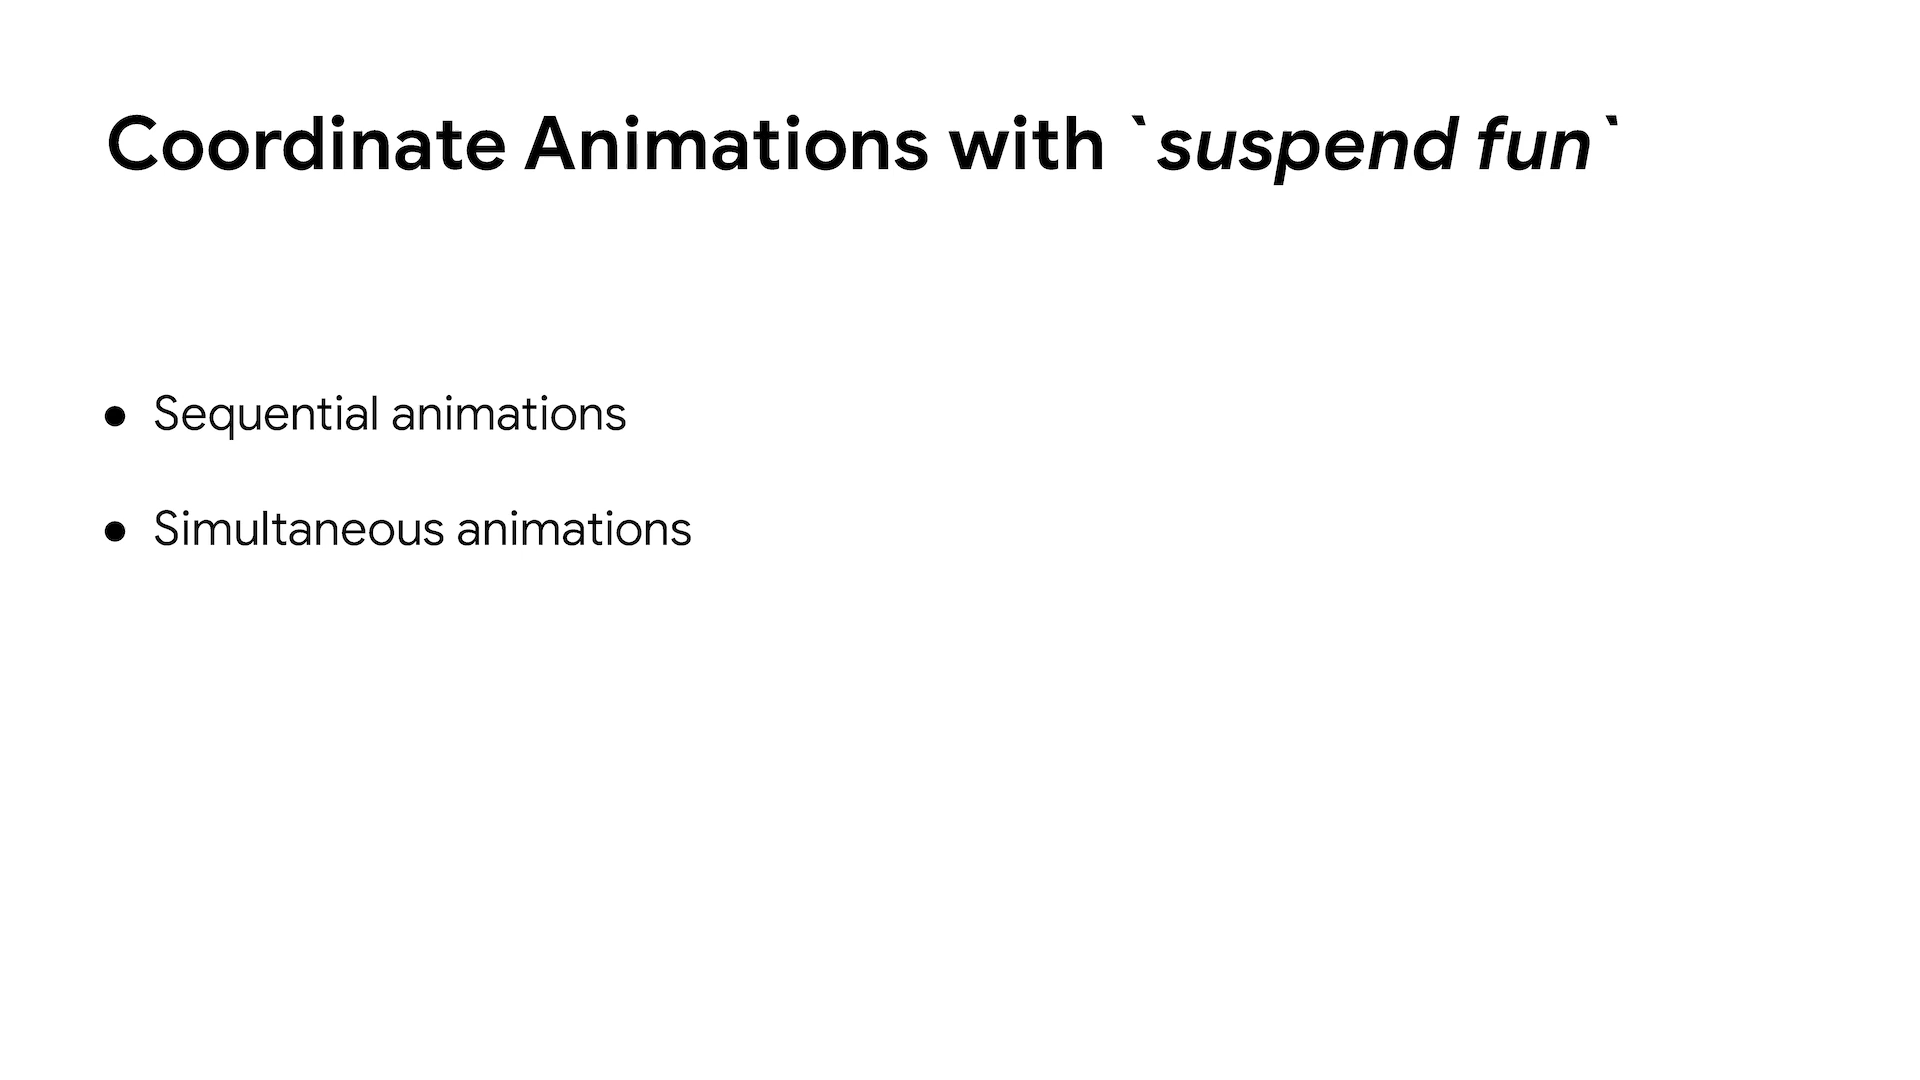 Coordinate Animations with `suspend fun`
● Sequential animations
● Simultaneous animations